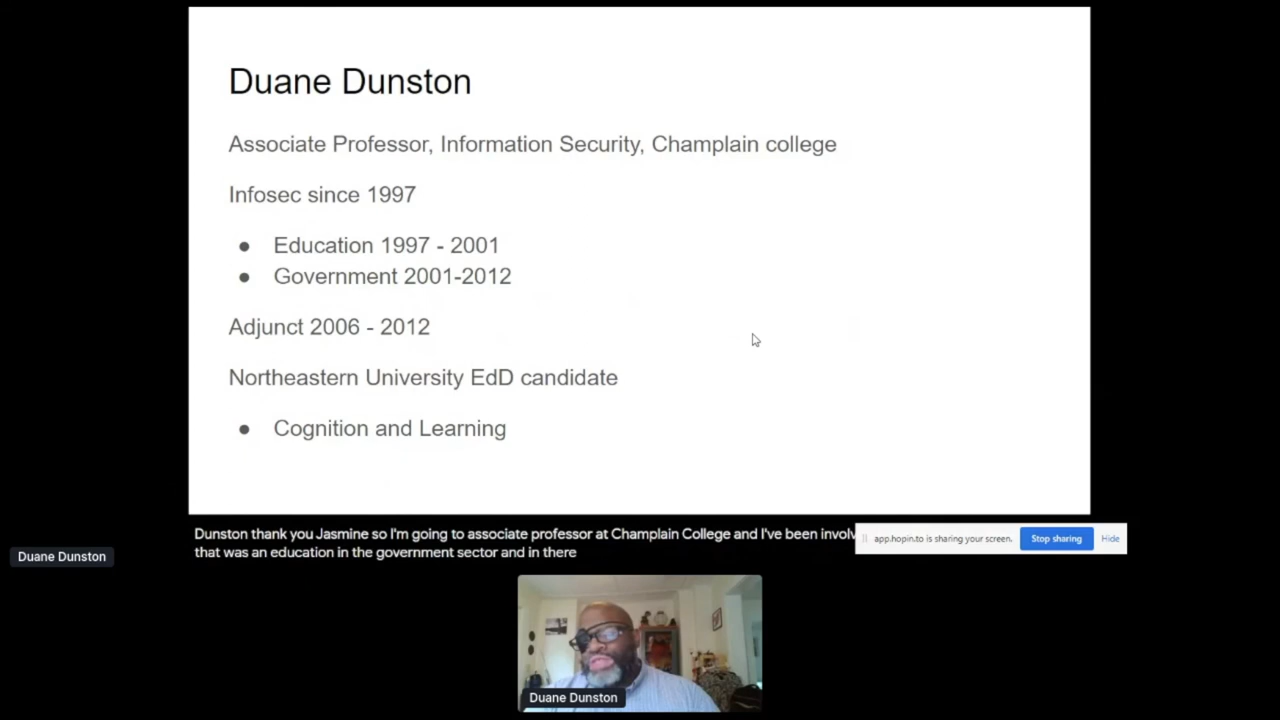 Duane Dunston
Associate Professor, Information Security, Champlain college
Infosec since 1997
● Education 1997 - 2001
● Government 2001-2012
Adjunct 2006 - 2012
Northeastern University EdD candidate
● Cognition and Learning
Dunston thank you Jasmine so I'm going to associate professor at Champlain College and I've been involv
that was an education in the government sector and in there
app.hopin.to is sharing your screen.
Stop sharing
Hide
Duane Dunston
Duane Dunston